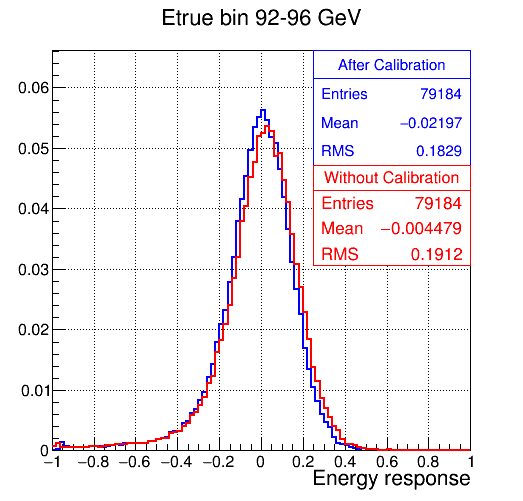 Etrue bin 92-96 GeV
After Calibration
Entries 79184
Mean −0.02197
RMS 0.1829
Without Calibration
Entries 79184
Mean −0.004479
RMS 0.1912
0.06
0.05
0.04
0.03
0.02
0.01
0
−1 −0.8 −0.6 −0.4 −0.2 0 0.2 0.4 0.6 0.8 1
Energy response